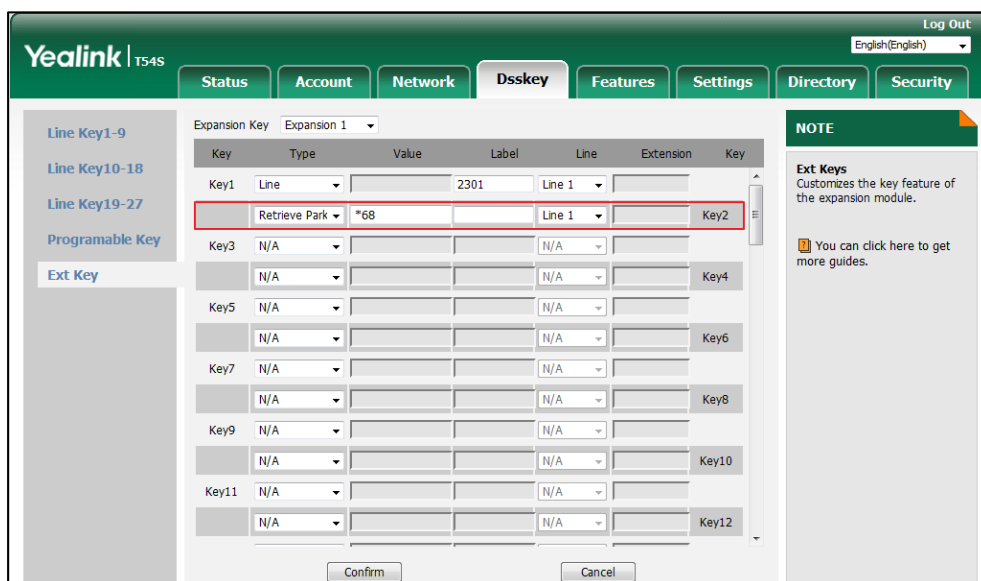 Log Out
Yealink T54S
English(English)
Status Account Network Dsskey Features Settings Directory Security
Line Key1-9
Line Key10-18
Line Key19-27
Programable Key
Ext Key
Expansion Key Expansion 1
Key Type Value Label Line Extension Key
Key1 Line 2301 Line 1
Retrieve Park *68 Line 1 Key2
Key3 N/A N/A
N/A N/A Key4
Key5 N/A N/A
N/A N/A Key6
Key7 N/A N/A
N/A N/A Key8
Key9 N/A N/A
N/A N/A Key10
Key11 N/A N/A
N/A N/A Key12
Confirm Cancel
NOTE
Ext Keys
Customizes the key feature of
the expansion module.
You can click here to get
more guides.